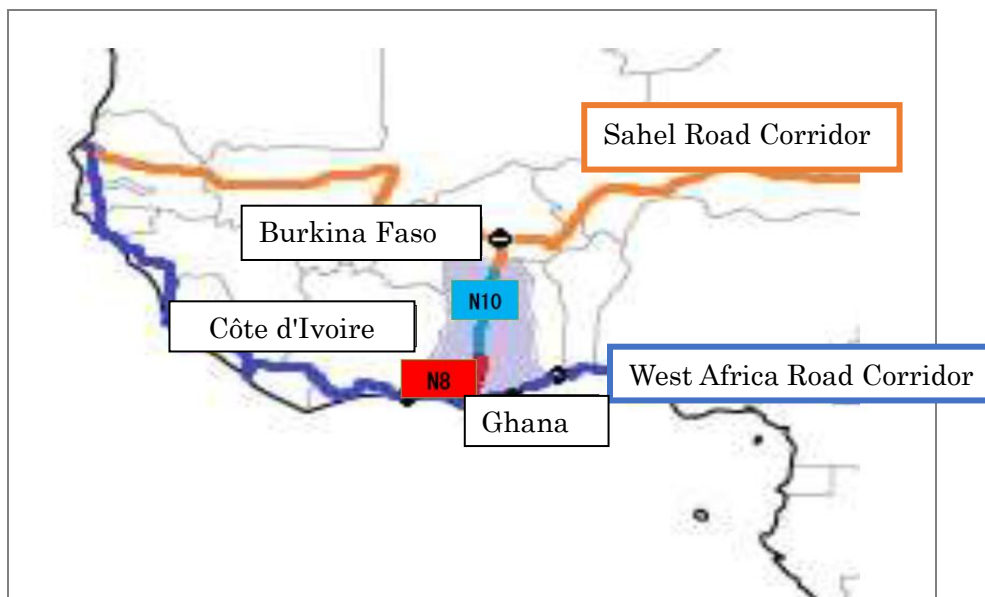 Sahel Road Corridor
Burkina Faso
N10
Côte d'Ivoire
N8
West Africa Road Corridor
Ghana